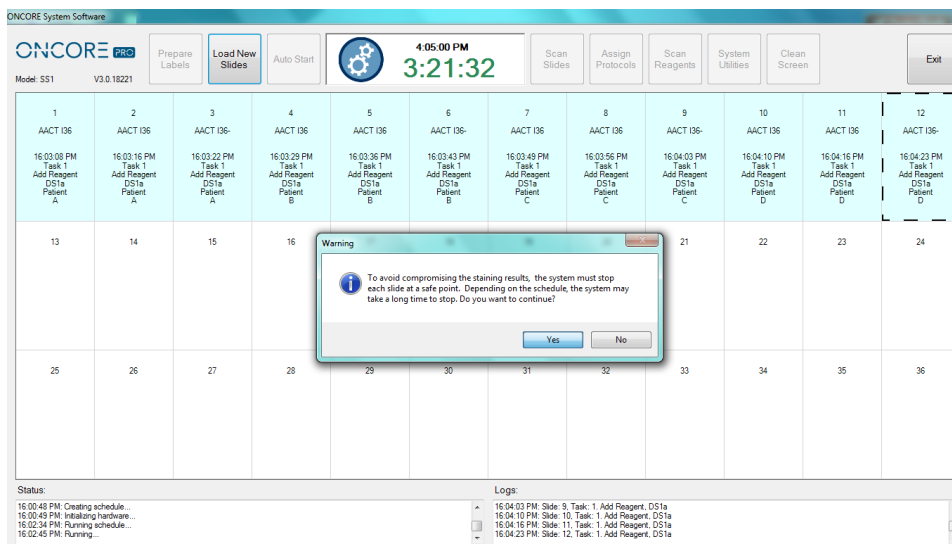 ONCORE System Software
ONCORE PRO
Model: SS1 V3.0.18221
Prepare Labels
Load New Slides
Auto Start
4:05:00 PM
3:21:32
Scan Slides
Assign Protocols
Scan Reagents
System Utilities
Clean Screen
Exit
1 2 3 4 5 6 7 8 9 10 11 12
AACT I36 AACT I36 AACT I36- AACT I36 AACT I36 AACT I36- AACT I36 AACT I36 AACT I36- AACT I36 AACT I36 AACT I36-
16:03:08 PM 16:03:16 PM 16:03:22 PM 16:03:29 PM 16:03:36 PM 16:03:43 PM 16:03:49 PM 16:03:56 PM 16:04:03 PM 16:04:10 PM 16:04:16 PM 16:04:23 PM
Task 1 Task 1 Task 1 Task 1 Task 1 Task 1 Task 1 Task 1 Task 1 Task 1 Task 1 Task 1
Add Reagent Add Reagent Add Reagent Add Reagent Add Reagent Add Reagent Add Reagent Add Reagent Add Reagent Add Reagent Add Reagent Add Reagent
DS1a DS1a DS1a DS1a DS1a DS1a DS1a DS1a DS1a DS1a DS1a DS1a
Patient Patient Patient Patient Patient Patient Patient Patient Patient Patient Patient Patient
A A A B B B C C C D D D
13 14 15 16 21 22 23 24
Warning
To avoid compromising the staining results, the system must stop
each slide at a safe point. Depending on the schedule, the system may
take a long time to stop. Do you want to continue?
Yes No
25 26 27 28 29 30 31 32 33 34 35 36
Status:
16:00:48 PM: Creating schedule...
16:00:49 PM: Initializing hardware...
16:02:34 PM: Running schedule...
16:02:45 PM: Running...
Logs:
16:04:03 PM: Slide: 9, Task: 1. Add Reagent, DS1a
16:04:10 PM: Slide: 10, Task: 1. Add Reagent, DS1a
16:04:16 PM: Slide: 11, Task: 1. Add Reagent, DS1a
16:04:23 PM: Slide: 12, Task: 1. Add Reagent, DS1a